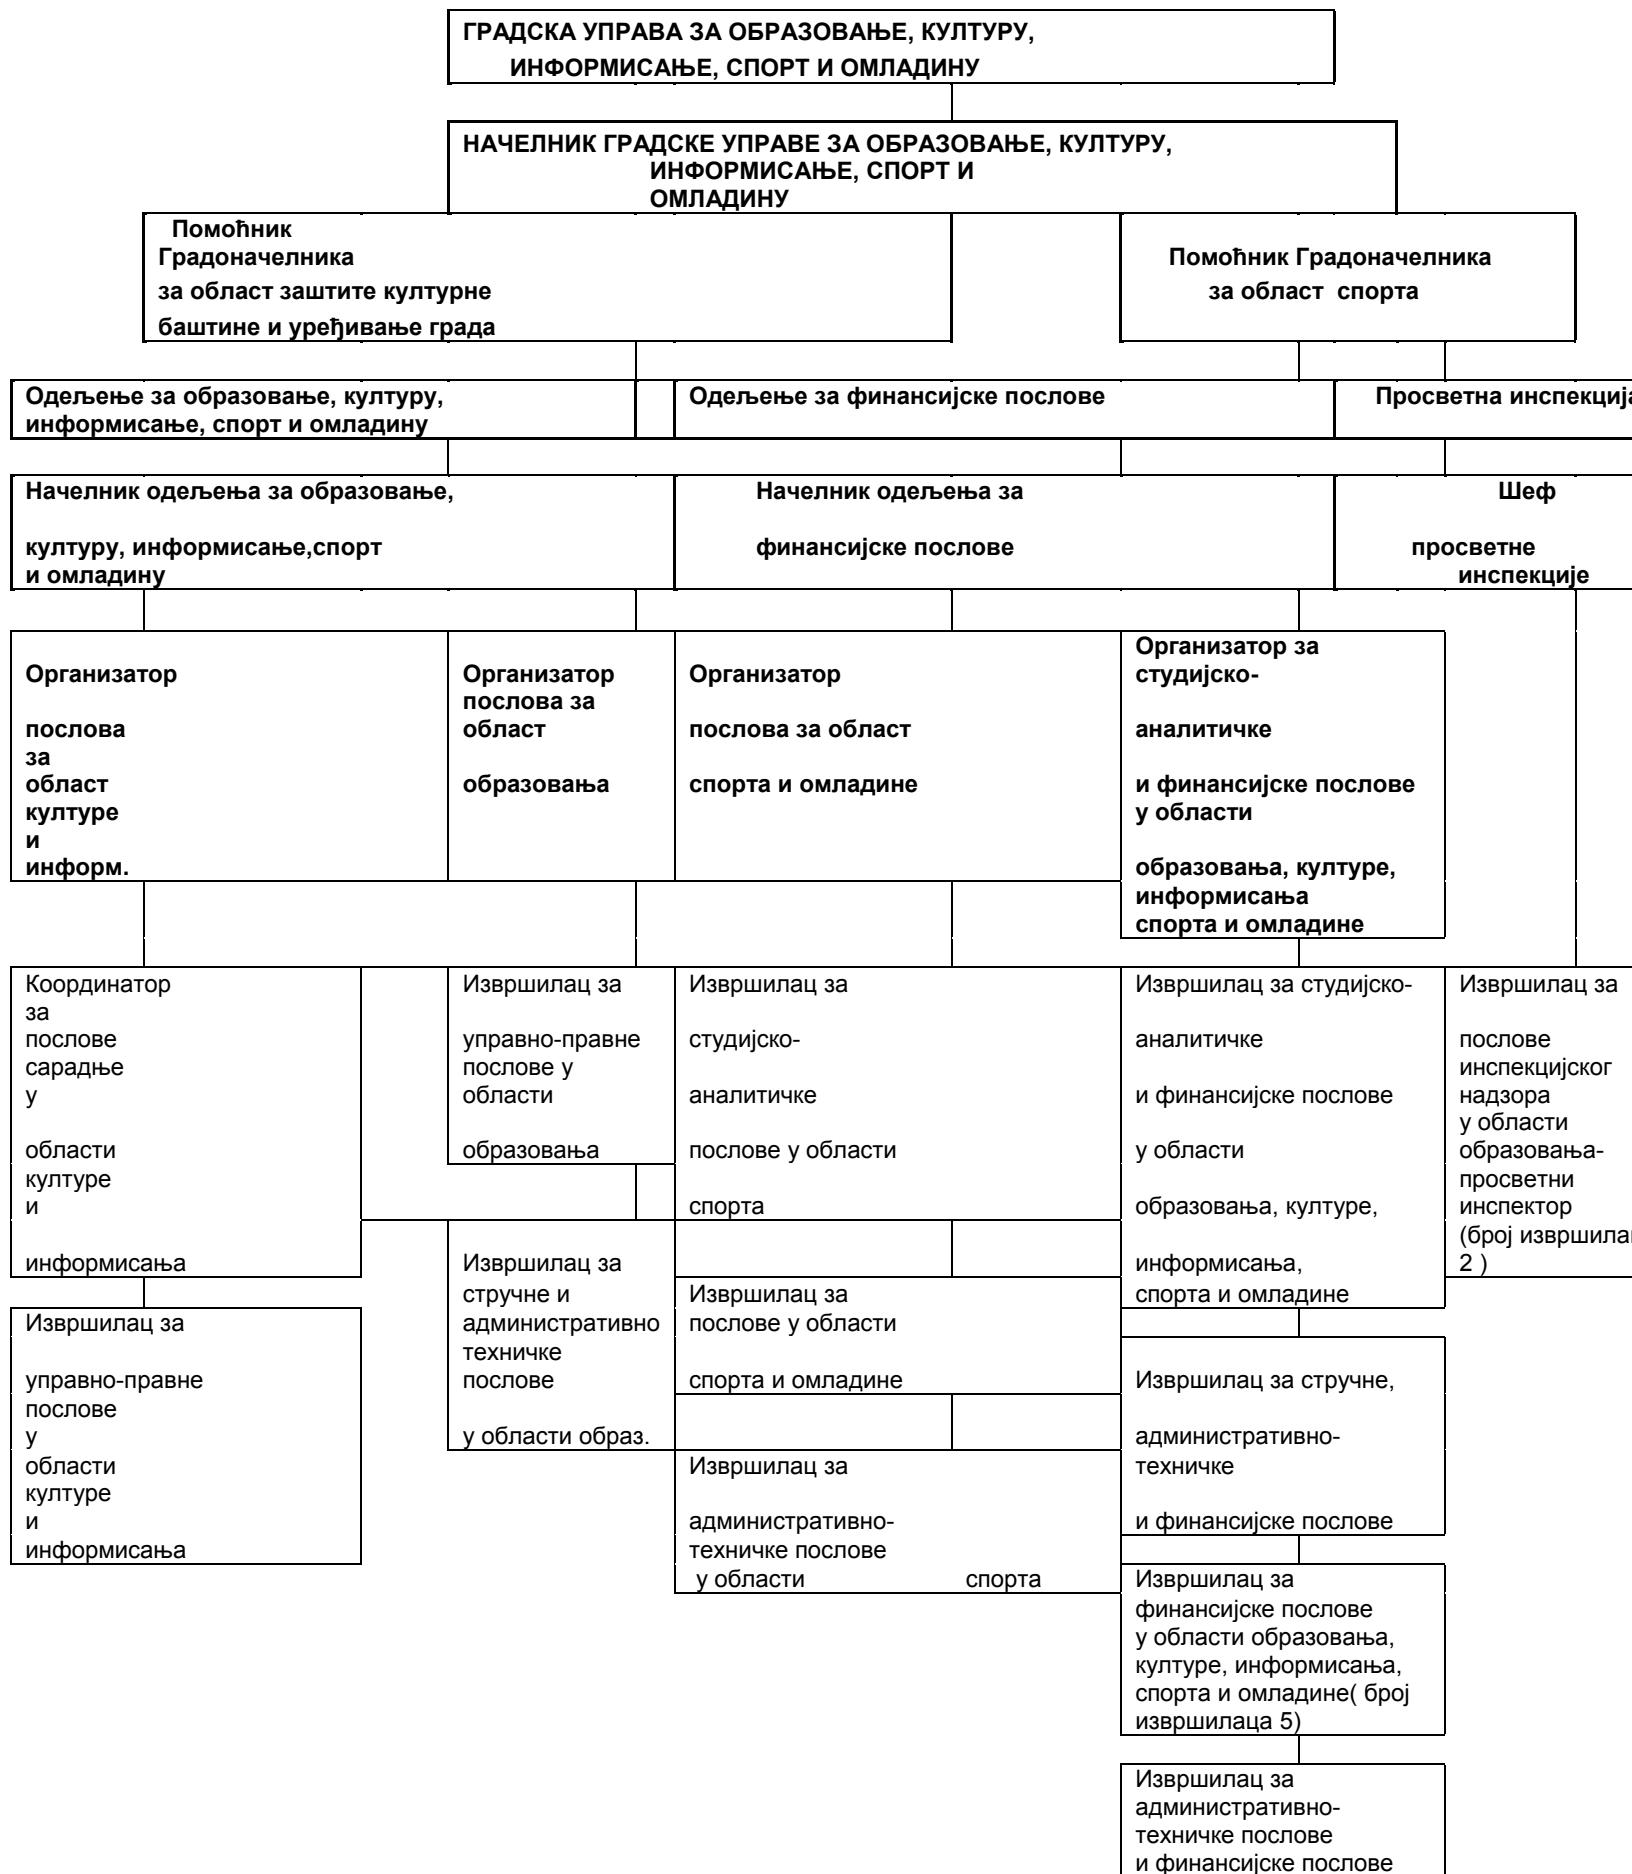 ГРАДСКА УПРАВА ЗА ОБРАЗОВАЊЕ, КУЛТУРУ,
ИНФОРМИСАЊЕ, СПОРТ И ОМЛАДИНУ
НАЧЕЛНИК ГРАДСКЕ УПРАВЕ ЗА ОБРАЗОВАЊЕ, КУЛТУРУ,
ИНФОРМИСАЊЕ, СПОРТ И
ОМЛАДИНУ
Помоћник
Градоначелника
за област заштите културне
баштине и уређивање града
Помоћник Градоначелника
за област спорта
Одељење за образовање, културу,
информисање, спорт и омладину
Одељење за финансијске послове
Просветна инспекција
Начелник одељења за образовање,
културу, информисање,спорт
и омладину
Начелник одељења за
финансијске послове
Шеф
просветне
инспекције
Организатор
послова
за
област
културе
и
информ.
Организатор
послова за
област
образовања
Организатор
послова за област
спорта и омладине
Организатор за
студијско-
аналитичке
и финансијске послове
у области
образовања, културе,
информисања
спорта и омладине
Координатор
за
послове
сарадње
у
области
културе
и
информисања
Извршилац за
управно-правне
послове у
области
образовања
Извршилац за
студијско-
аналитичке
послове у области
спорта
Извршилац за студијско-
аналитичке
и финансијске послове
у области
образовања, културе,
информисања,
спорта и омладине
Извршилац за
послове
инспекцијског
надзора
у области
образовања-
просветни
инспектор
(број
2 )
Извршилац за
управно-правне
послове
у
области
културе
и
информисања
Извршилац за
стручне и
административно
техничке
послове
у области образ.
Извршилац за
послове у области
спорта и омладине
Извршилац за
административно-
техничке послове
у области спорта
Извршилац за стручне,
административно-
техничке
и финансијске послове
Извршилац за
финансијске послове
у области образовања,
културе, информисања,
спорта и омладине( број
извршилаца 5)
Извршилац за
административно-
техничке послове
и финансијске послове